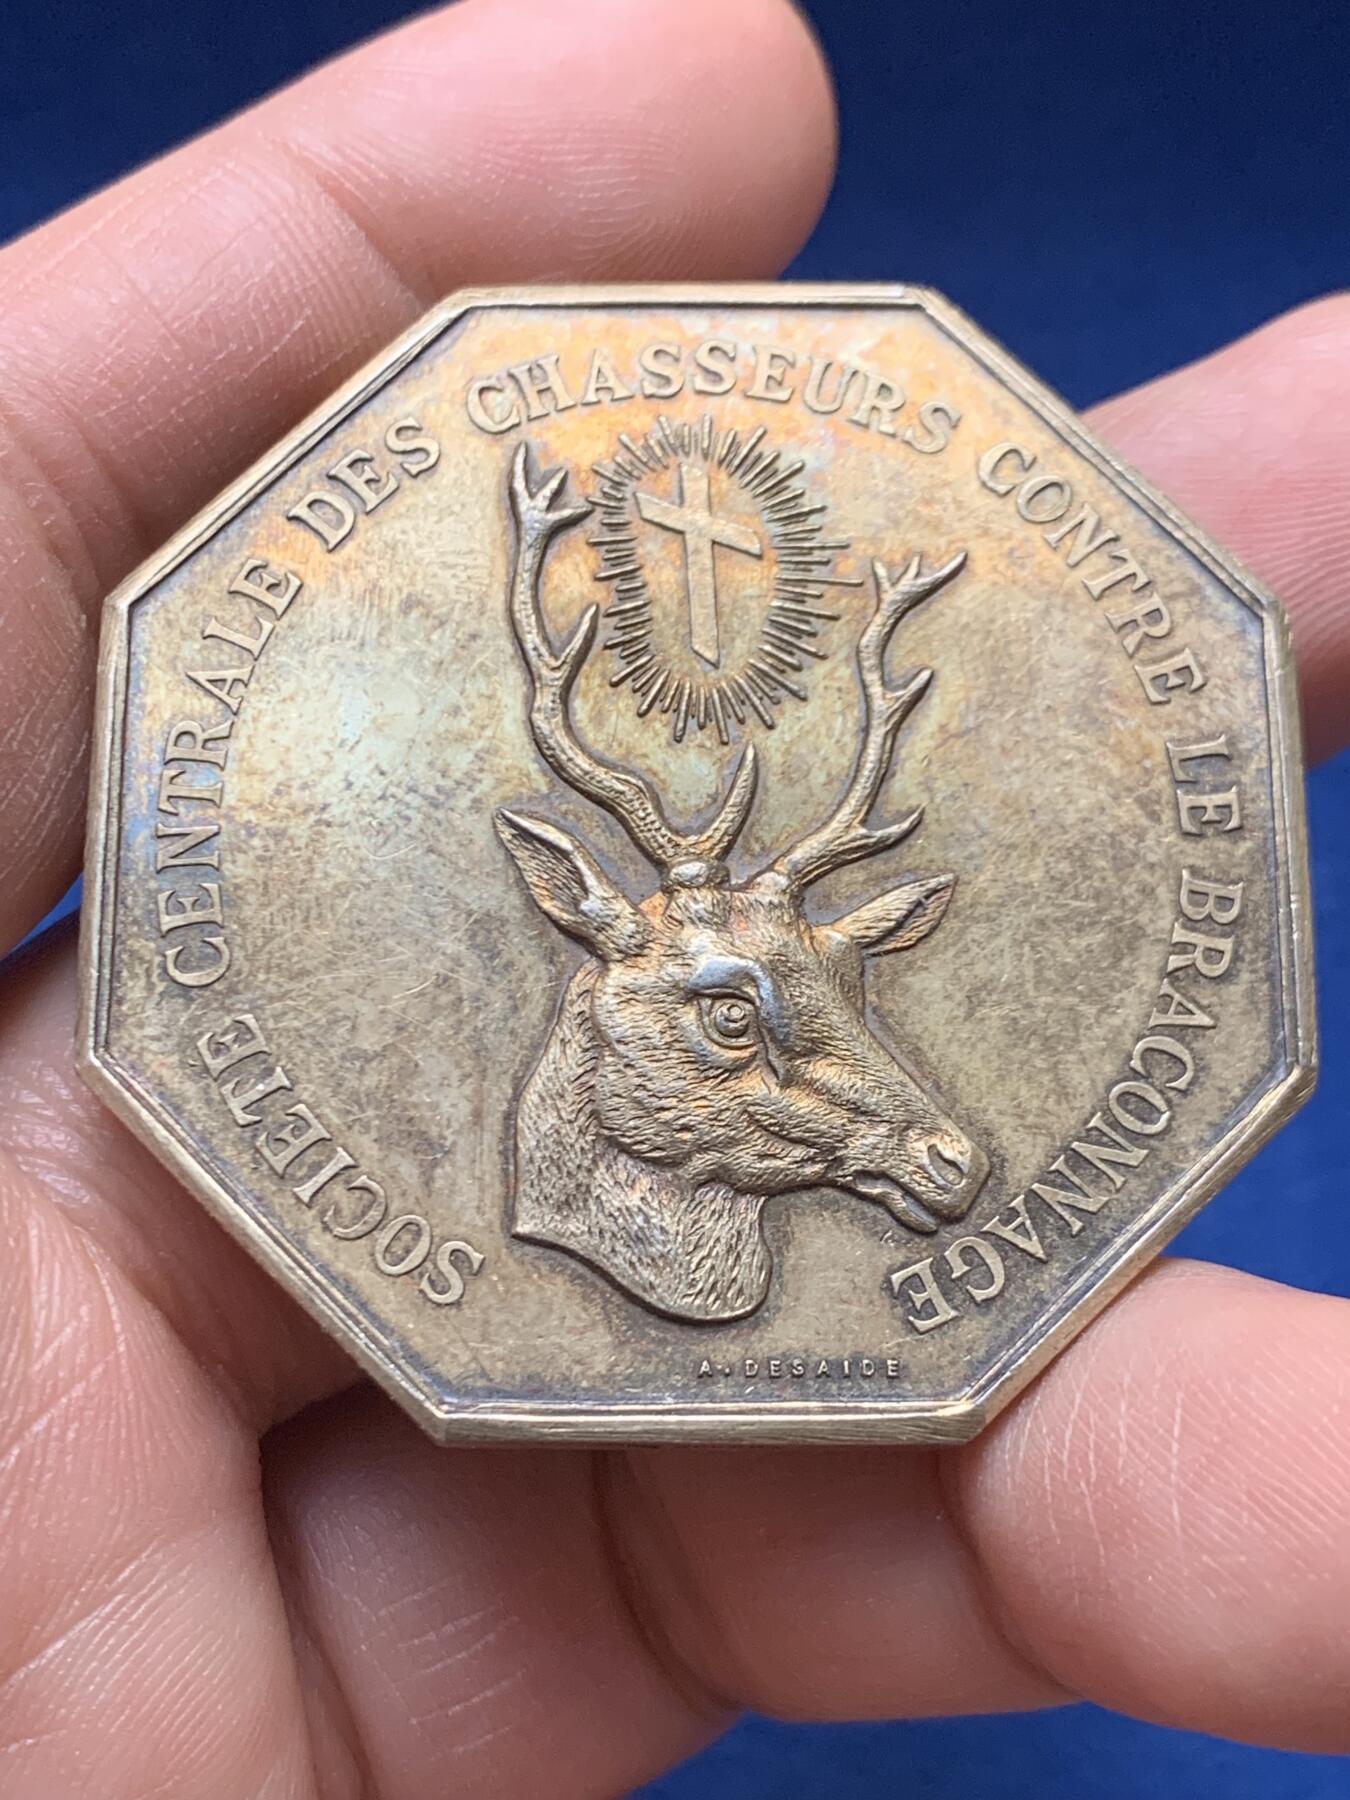 SOCIETE CENTRALE DES CHASSEURS CONTRE LE BRACONNAGE
A. DESAIDE